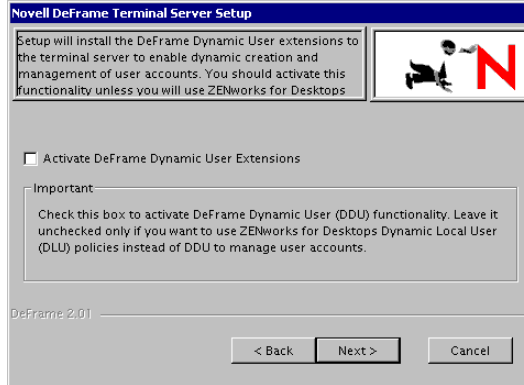 Novell DeFrame Terminal Server Setup
Setup will install the DeFrame Dynamic User extensions to
the terminal server to enable dynamic creation and
management of user accounts. You should activate this
functionality unless you will use ZENworks for Desktops
N
Activate DeFrame Dynamic User Extensions
Important
Check this box to activate DeFrame Dynamic User (DDU) functionality. Leave it
unchecked only if you want to use ZENworks for Desktops Dynamic Local User
(DLU) policies instead of DDU to manage user accounts.
DeFrame 2.01
< Back
Next >
Cancel